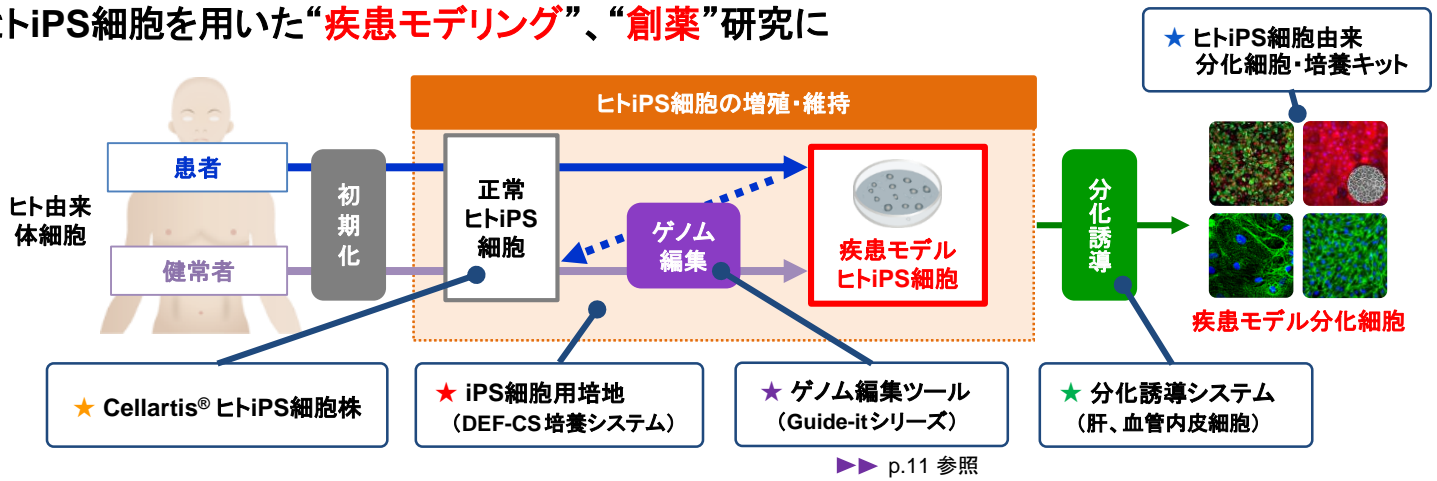 トiPS細胞を用いた“疾患モデリング”、“創薬”研究に
★ ヒトiPS細胞由来
分化細胞・培養キット
ヒトiPS細胞の増殖・維持
ヒト由来
体細胞
患者
健常者
初期化
正常
ヒトiPS
細胞
ゲノム
編集
疾患モデル
ヒトiPS細胞
分化誘導
疾患モデル分化細胞
★ Cellartis® ヒトiPS細胞株
★ iPS細胞用培地
(DEF-CS培養システム)
★ ゲノム編集ツール
(Guide-itシリーズ)
▶▶ p.11 参照
★ 分化誘導システム
(肝、血管内皮細胞)